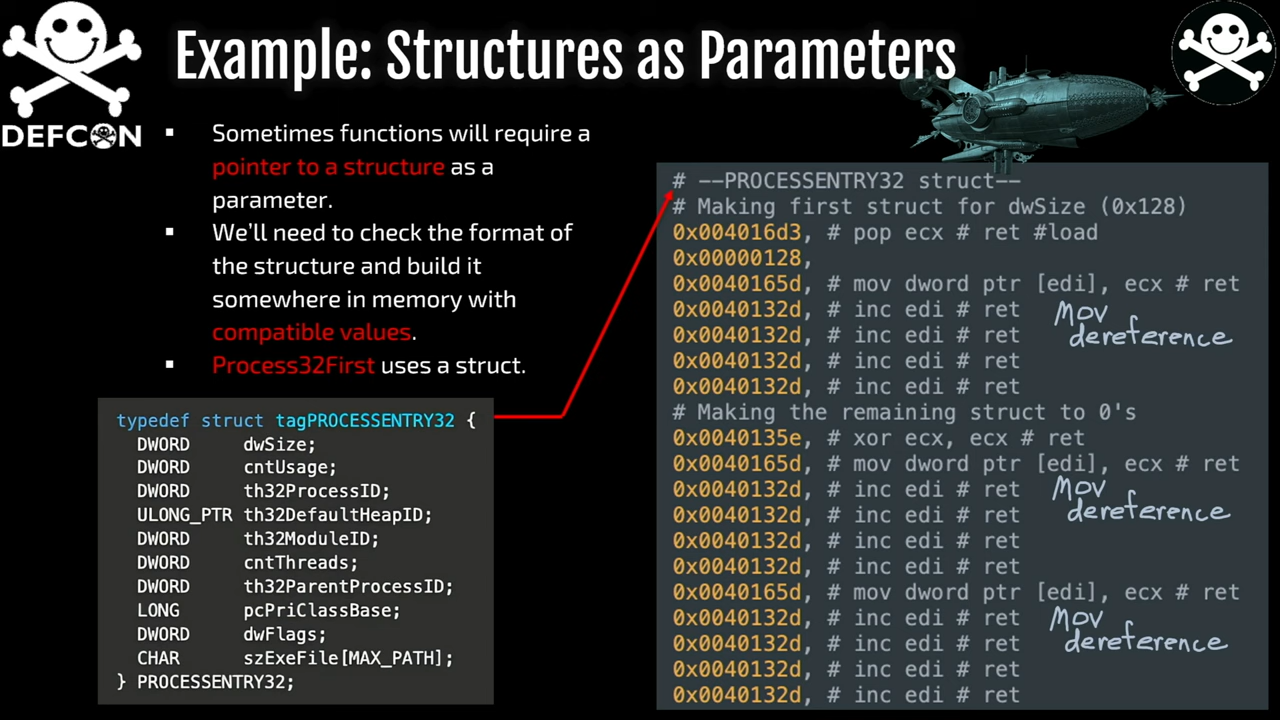 Example: Structures as Parameters
DEFCON
▪ Sometimes functions will require a
pointer to a structure as a
parameter.
▪ We'll need to check the format of
the structure and build it
somewhere in memory with
compatible values.
▪ Process32First uses a struct.
typedef struct tagPROCESSENTRY32 {
DWORD dwSize;
DWORD cntUsage;
DWORD th32ProcessID;
ULONG_PTR th32DefaultHeapID;
DWORD th32ModuleID;
DWORD cntThreads;
DWORD th32ParentProcessID;
LONG pcPriClassBase;
DWORD dwFlags;
CHAR szExeFile[MAX_PATH];
} PROCESSENTRY32;
# --PROCESSENTRY32 struct--
# Making first struct for dwSize (0x128)
0x004016d3, # pop ecx # ret #load
0x00000128,
0x0040165d, # mov dword ptr [edi], ecx # ret
0x0040132d, # inc edi # ret
0x0040132d, # inc edi # ret
0x0040132d, # inc edi # ret
0x0040132d, # inc edi # ret
Mov
dereference
# Making the remaining struct to 0's
0x0040135e, # xor ecx, ecx # ret
0x0040165d, # mov dword ptr [edi], ecx # ret
0x0040132d, # inc edi # ret
0x0040132d, # inc edi # ret
0x0040132d, # inc edi # ret
0x0040132d, # inc edi # ret
Mov
dereference
0x0040165d, # mov dword ptr [edi], ecx # ret
0x0040132d, # inc edi # ret
0x0040132d, # inc edi # ret
0x0040132d, # inc edi # ret
0x0040132d, # inc edi # ret
Mov
dereference